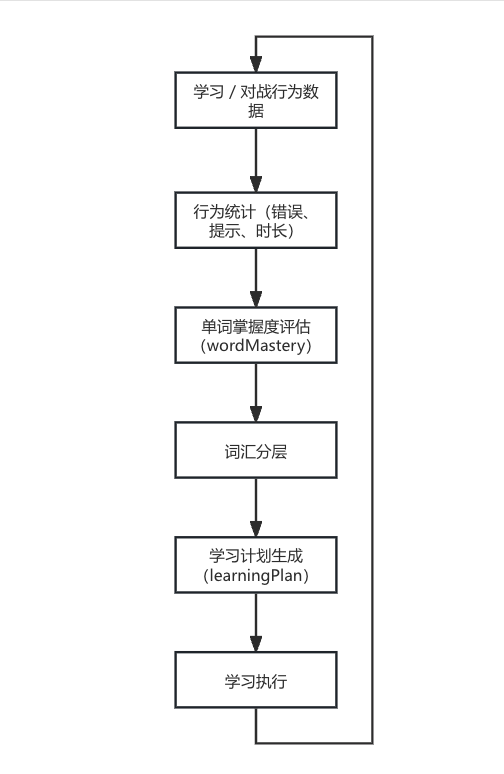 学习 / 对战行为数
据
行为统计（错误、
提示、时长）
单词掌握度评估
（wordMastery）
词汇分层
学习计划生成
（learningPlan）
学习执行